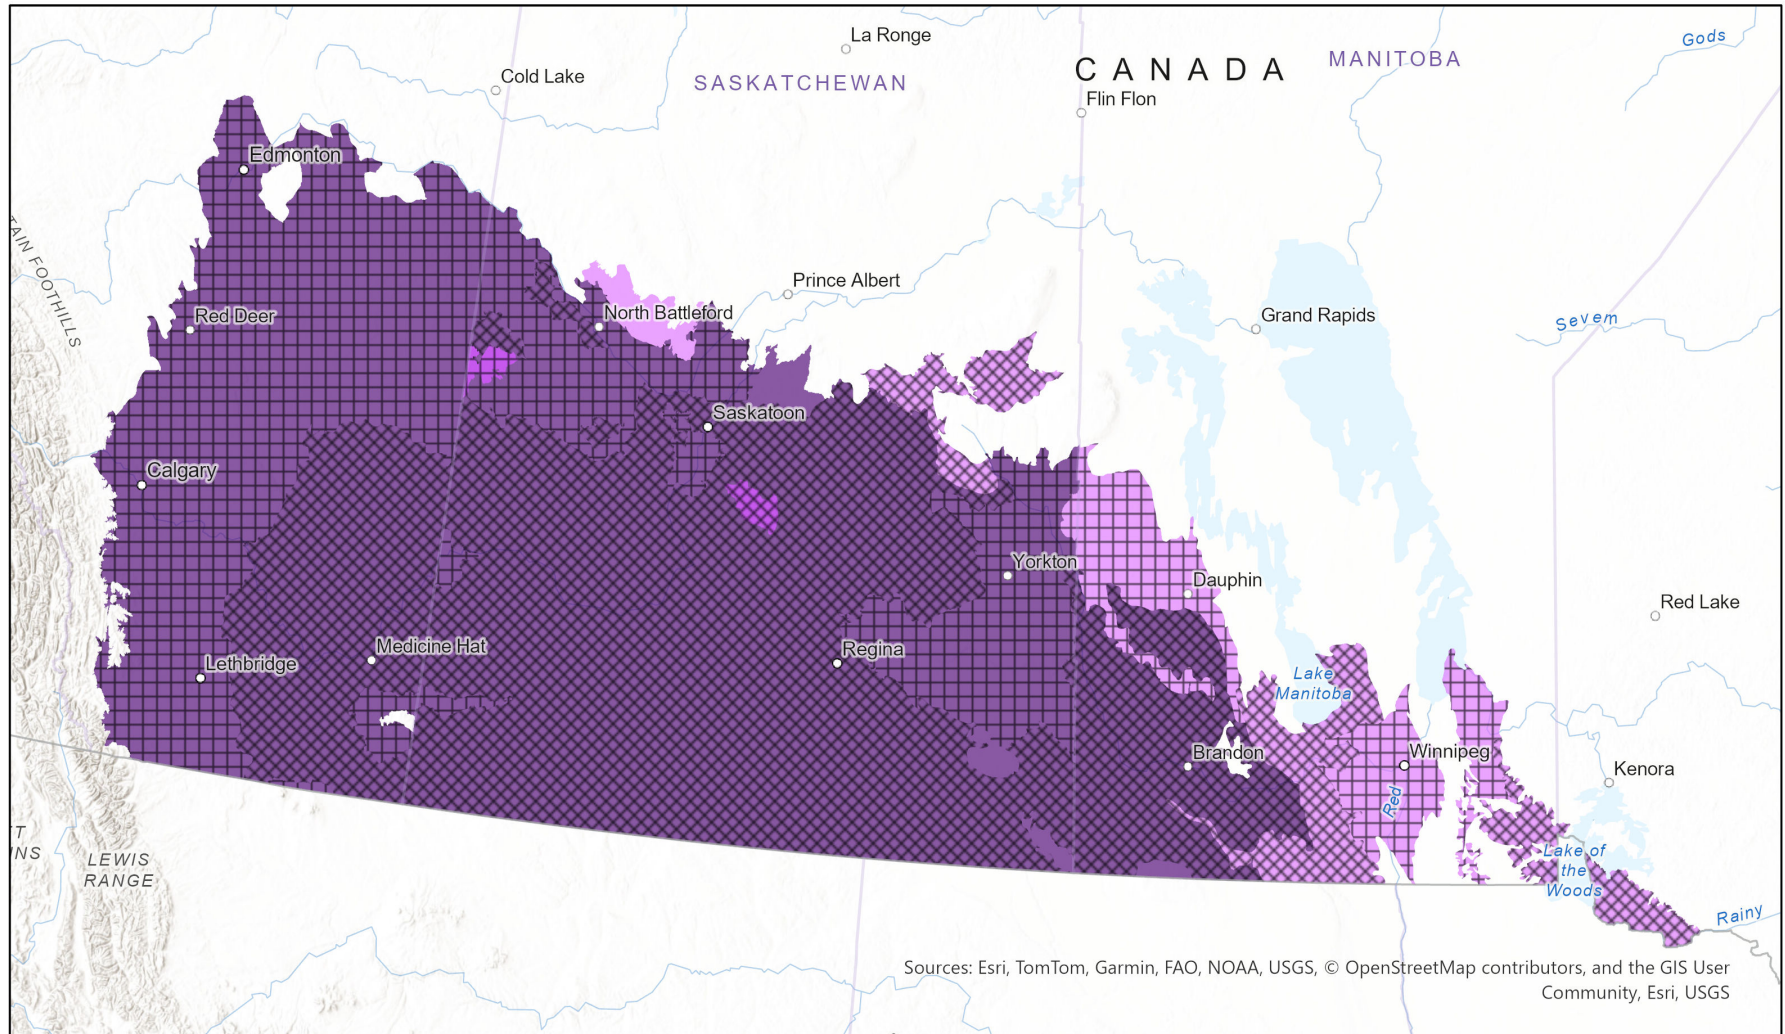 La Ronge
Gods
CANADA
MANITOBA
Cold Lake
SASKATCHEWAN
Flin Flon
Edmonton
TAIN FOOTHILLS
Prince Albert
Red Deer
North Battleford
Grand Rapids
Severn
Saskatoon
Calgary
Yorkton
Dauphin
Red Lake
Medicine Hat
Regina
Lethbridge
Lake
Manitoba
Brandon
Winnipeg
Kenora
Red
T
NS
LEWIS
RANGE
Lake of
the
Woods
Rainy
Sources: Esri, TomTom, Garmin, FAO, NOAA, USGS, © OpenStreetMap contributors, and the GIS User
Community, Esri, USGS